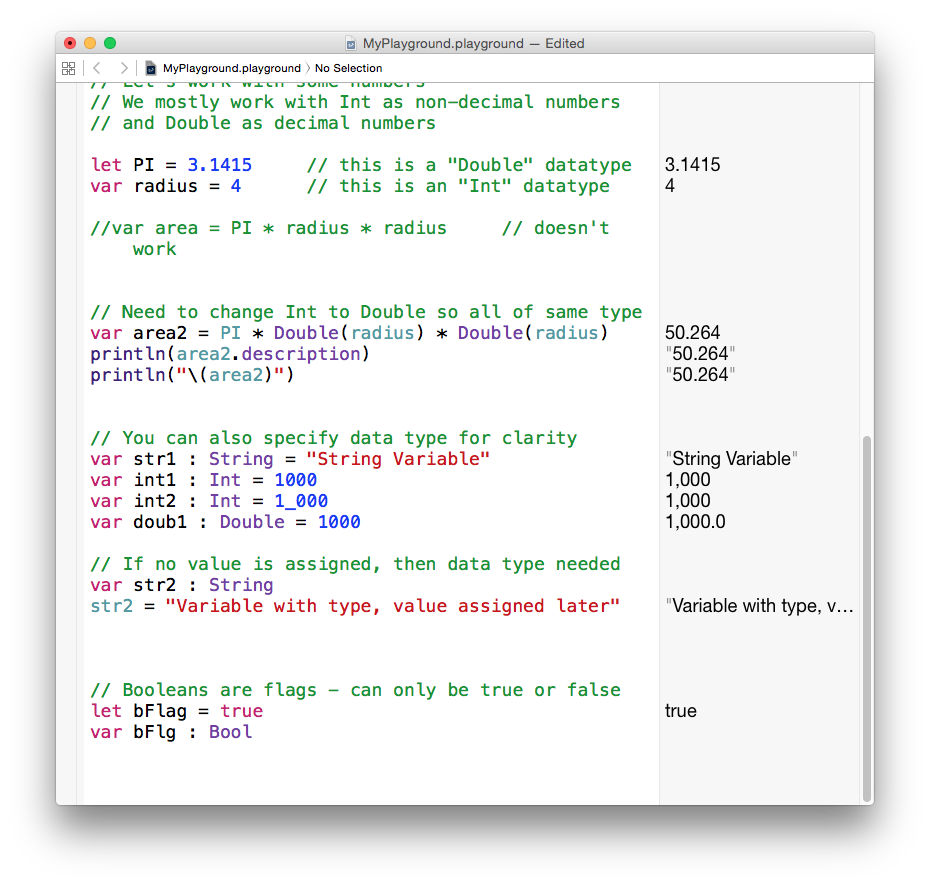 MyPlayground.playground — Edited
MyPlayground.playground 〉No Selection
// Let's work with some numbers
// We mostly work with Int as non-decimal numbers
// and Double as decimal numbers
let PI = 3.1415     // this is a "Double" datatype    3.1415
var radius = 4      // this is an "Int" datatype    4
//var area = PI * radius * radius     // doesn't
work
// Need to change Int to Double so all of same type
var area2 = PI * Double(radius) * Double(radius)    50.264
println(area2.description)    "50.264"
println("\(area2)")    "50.264"
// You can also specify data type for clarity
var str1 : String = "String Variable"    "String Variable"
var int1 : Int = 1000    1,000
var int2 : Int = 1_000    1,000
var doub1 : Double = 1000    1,000.0
// If no value is assigned, then data type needed
var str2 : String
str2 = "Variable with type, value assigned later"    "Variable with type, v…
// Booleans are flags - can only be true or false
let bFlag = true    true
var bFlg : Bool